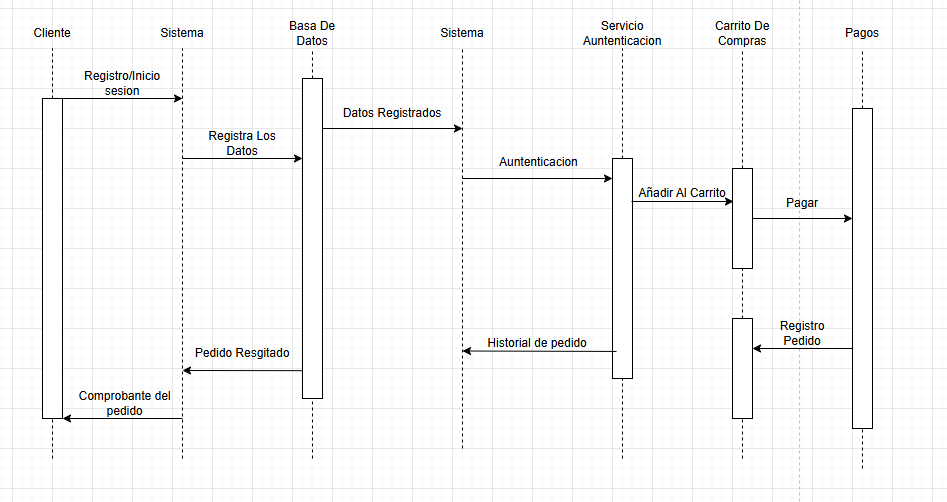 Cliente
Sistema
Basa De
Datos
Sistema
Servicio
Auntenticacion
Carrito De
Compras
Pagos
Registro/Inicio
sesion
Datos Registrados
Registra Los
Datos
Auntenticacion
Añadir Al Carrito
Pagar
Registro
Pedido
Historial de pedido
Pedido Resgitado
Comprobante del
pedido